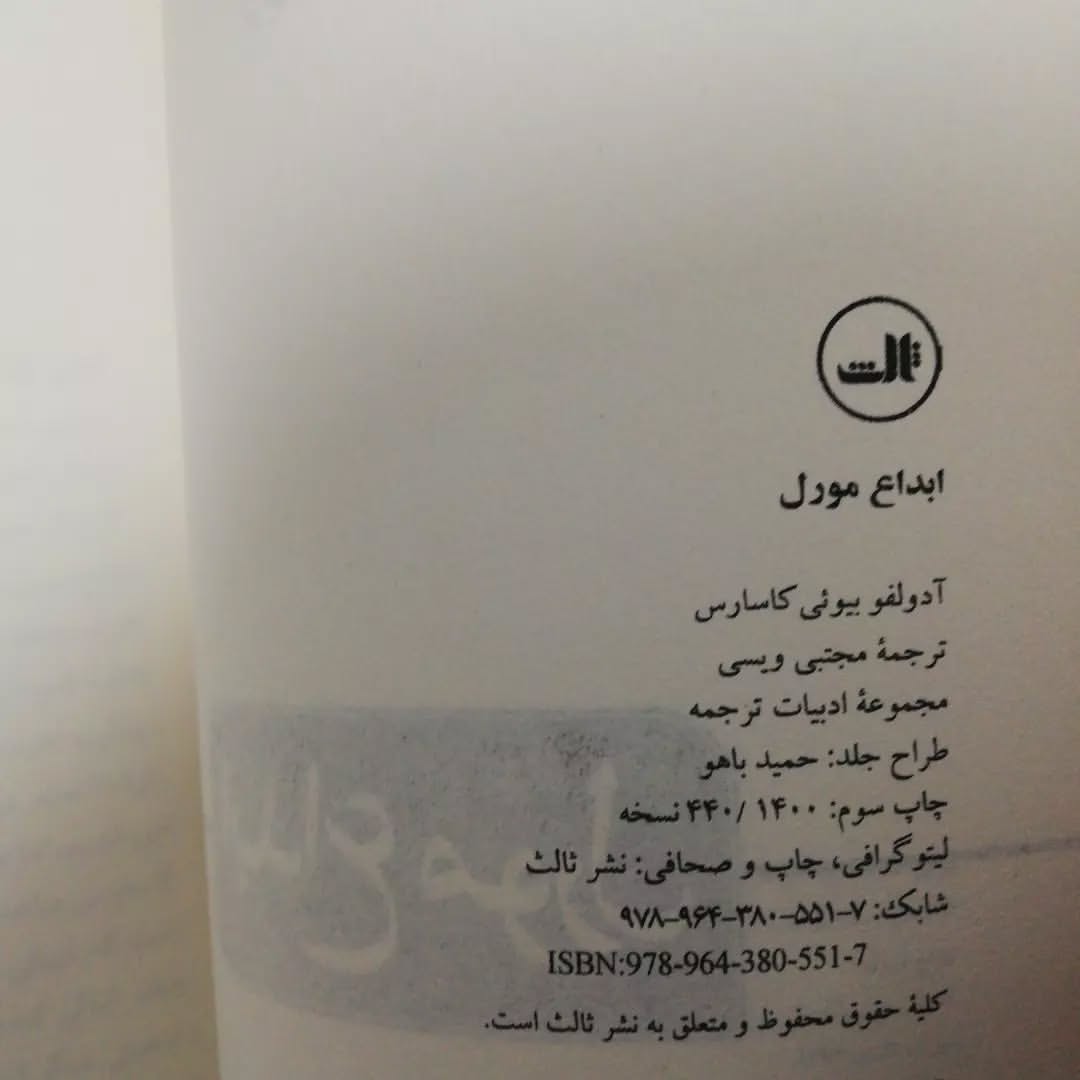 ثالث
ابداع مورل
آدولفو بیوئی کاسارس
ترجمهٔ مجتبی ویسی
مجموعهٔ ادبیات ترجمه
طراح جلد: حمید باهو
چاپ سوم: ۱۴۰۰ / ۴۴۰ نسخه
لیتوگرافی، چاپ و صحافی: نشر ثالث
شابک: ۷-۵۵۱-۳۸۰-۹۶۴-۹۷۸
ISBN:978-964-380-551-7
کلیهٔ حقوق محفوظ و متعلق به نشر ثالث است.